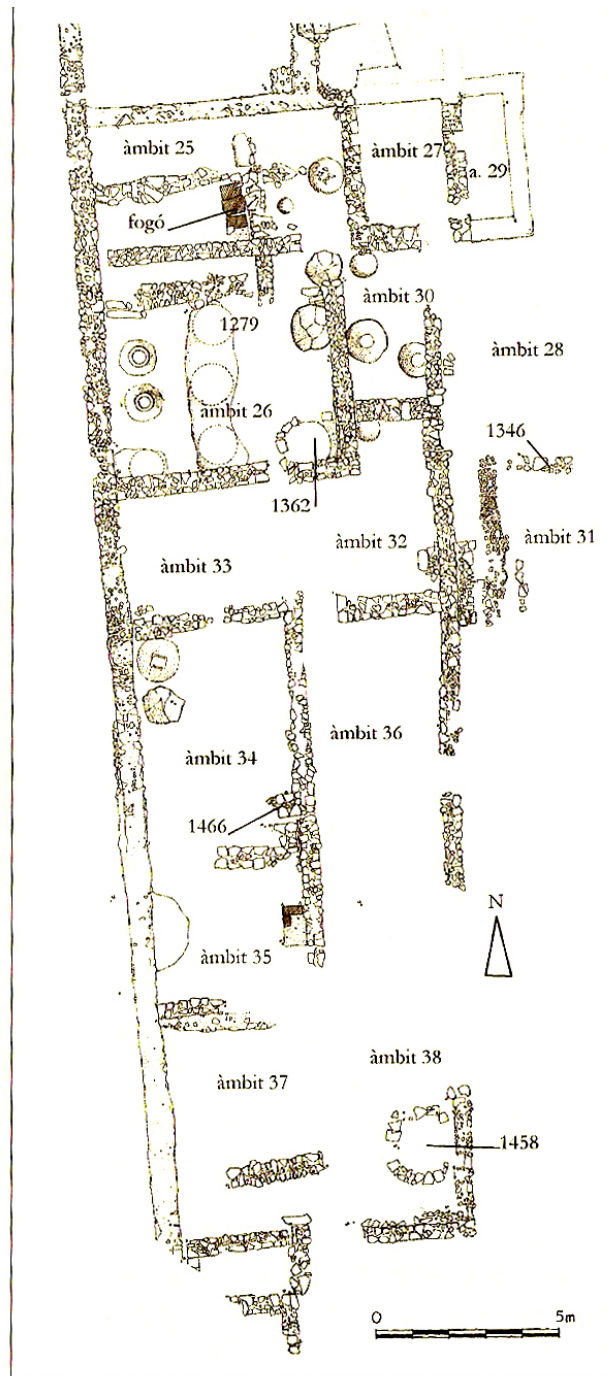 àmbit 25
àmbit 27
a. 29
fogó
àmbit 30
1279
àmbit 28
àmbit 26
1346
1362
àmbit 32
àmbit 31
àmbit 33
àmbit 36
àmbit 34
1466
N
àmbit 35
àmbit 38
àmbit 37
1458
0 5m